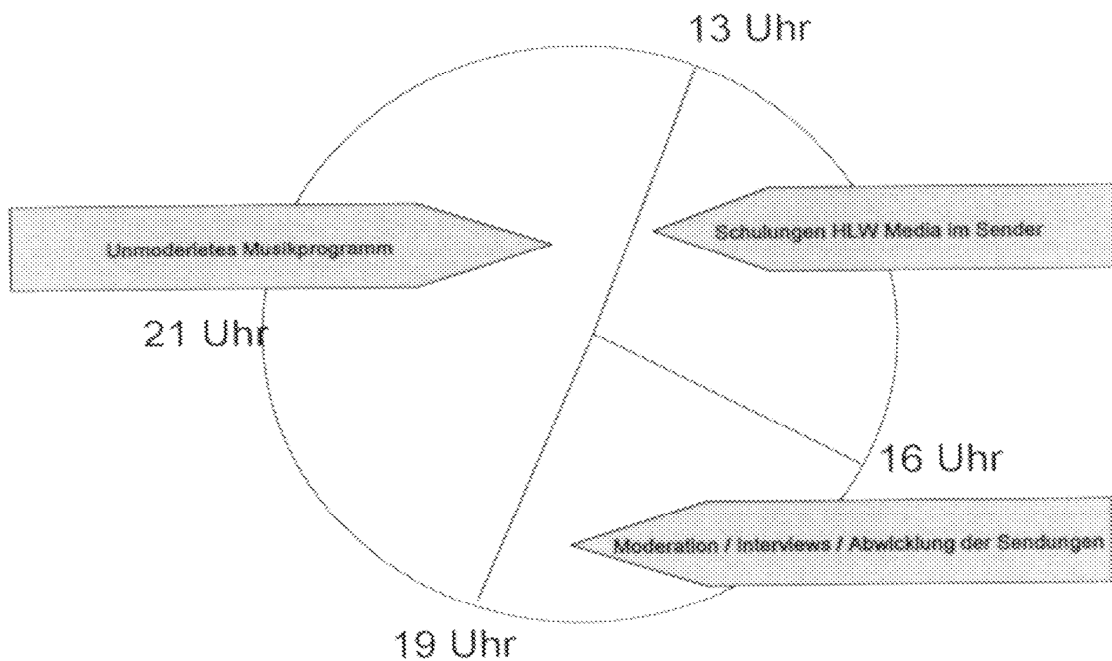 13 Uhr
Unmoderietes Musikprogramm
Schulungen HLW Media im Sender
21 Uhr
16 Uhr
Moderation / Interviews / Abwicklung der Sendungen
19 Uhr